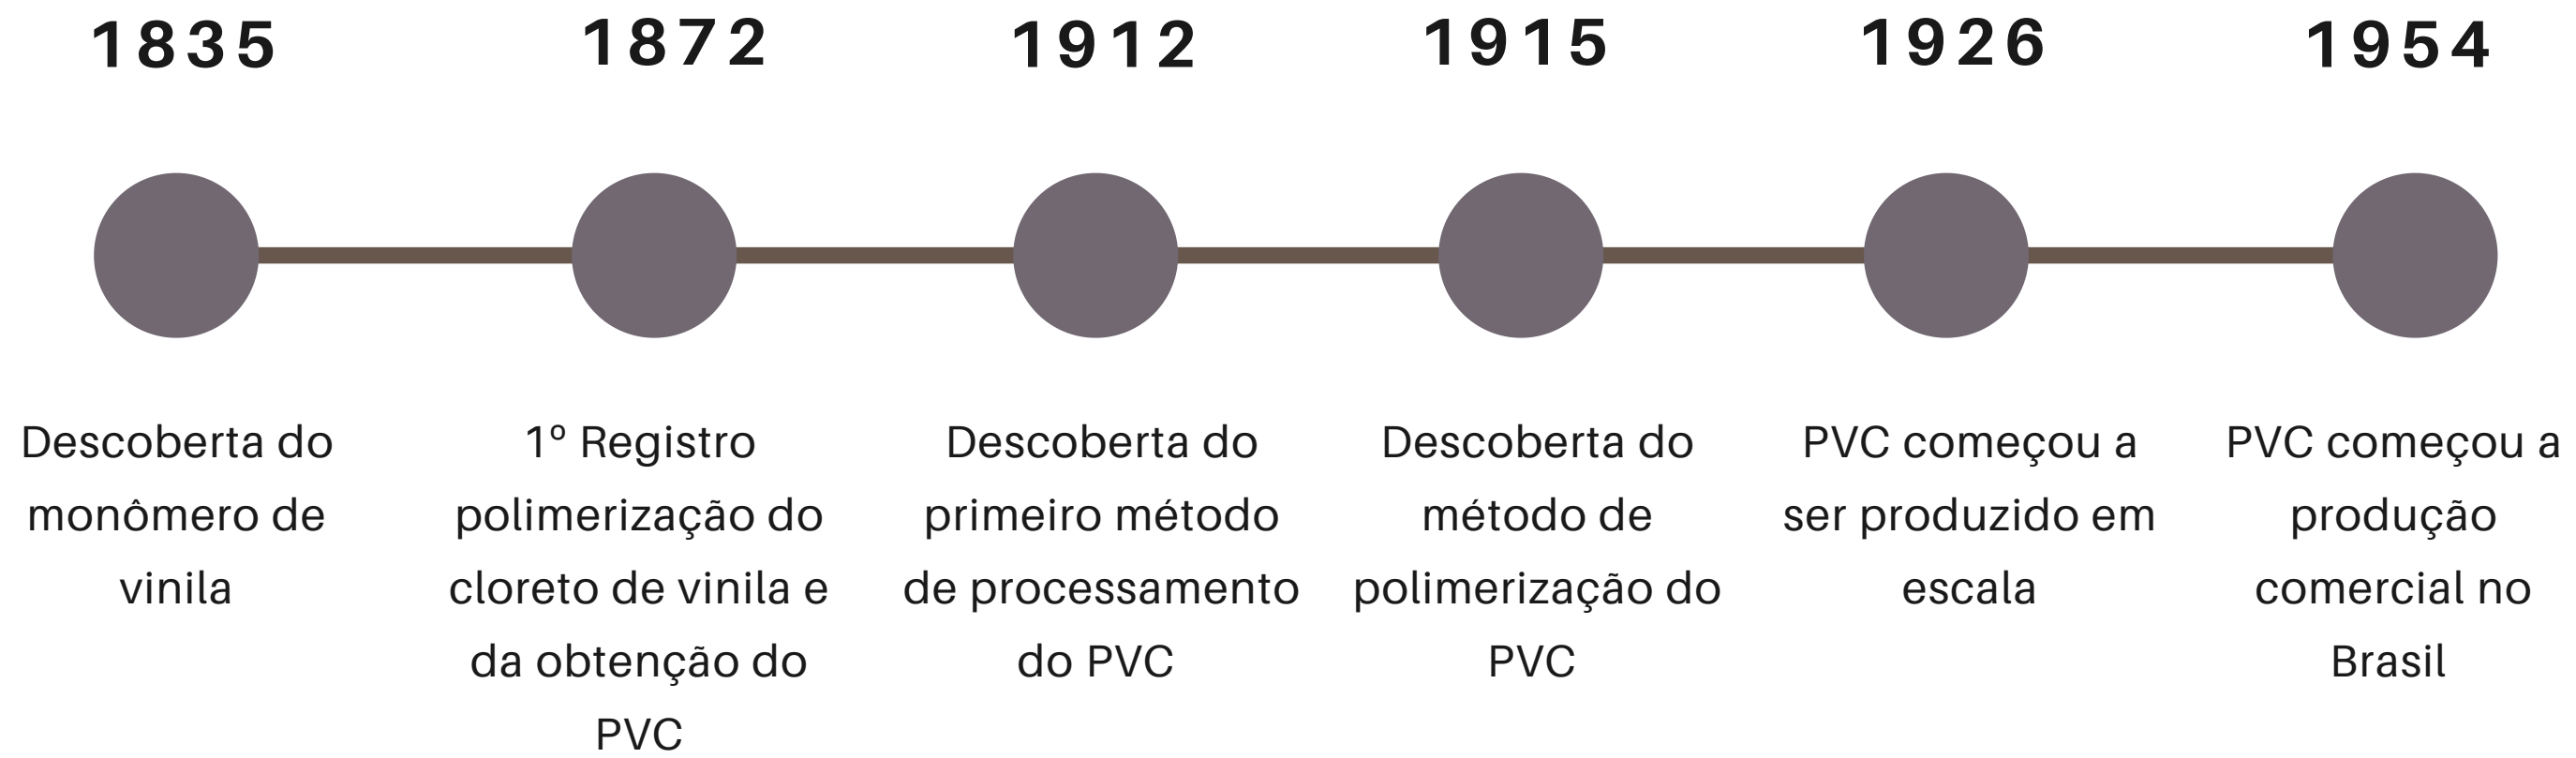 1835
Descoberta do
monômero de
vinila
1872
1º Registro
polimerização do
cloreto de vinila e
da obtenção do
PVC
1912
Descoberta do
primeiro método
de processamento
do PVC
1915
Descoberta do
método de
polimerização do
PVC
1926
PVC começou a
ser produzido em
escala
1954
PVC começou a
produção
comercial no
Brasil